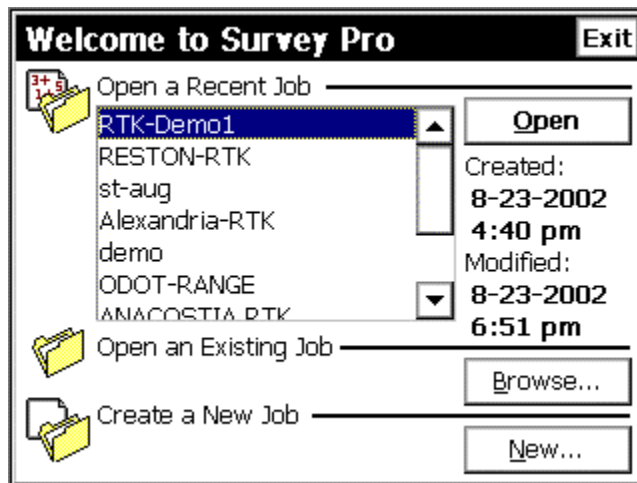 Welcome to Survey Pro
Exit
Open a Recent Job
RTK-Demo1
RESTON-RTK
st-aug
Alexandria-RTK
demo
ODOT-RANGE
ANACOSTIA RTK
Open
Created:
8-23-2002
4:40 pm
Modified:
8-23-2002
6:51 pm
Open an Existing Job
Browse...
Create a New Job
New...